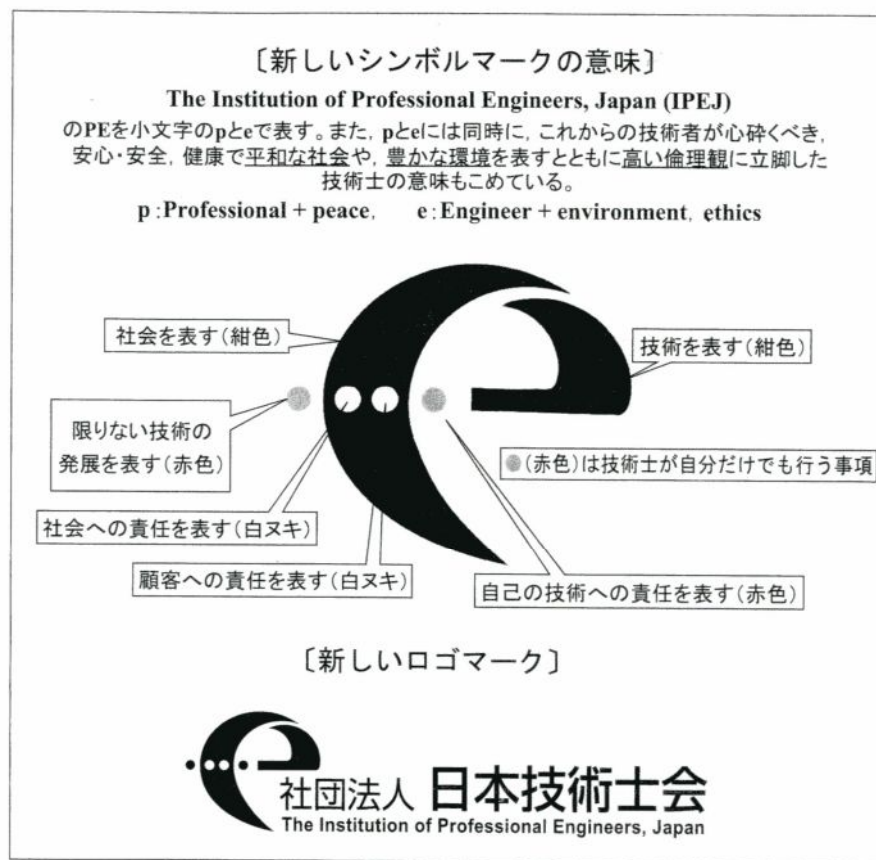 〔新しいシンボルマークの意味〕
The Institution of Professional Engineers, Japan (IPEJ)
のPEを小文字のpとeで表す。また，pとeには同時に，これからの技術者が心砕くべき，
安心・安全，健康で平和な社会や，豊かな環境を表すとともに高い倫理観に立脚した
技術士の意味もこめている。
p：Professional + peace,　e：Engineer + environment, ethics
社会を表す（紺色）
技術を表す（紺色）
限りない技術の
発展を表す（赤色）
（赤色）は技術士が自分だけでも行う事項
社会への責任を表す（白ヌキ）
顧客への責任を表す（白ヌキ）
自己の技術への責任を表す（赤色）
〔新しいロゴマーク〕
社団法人 日本技術士会
The Institution of Professional Engineers, Japan